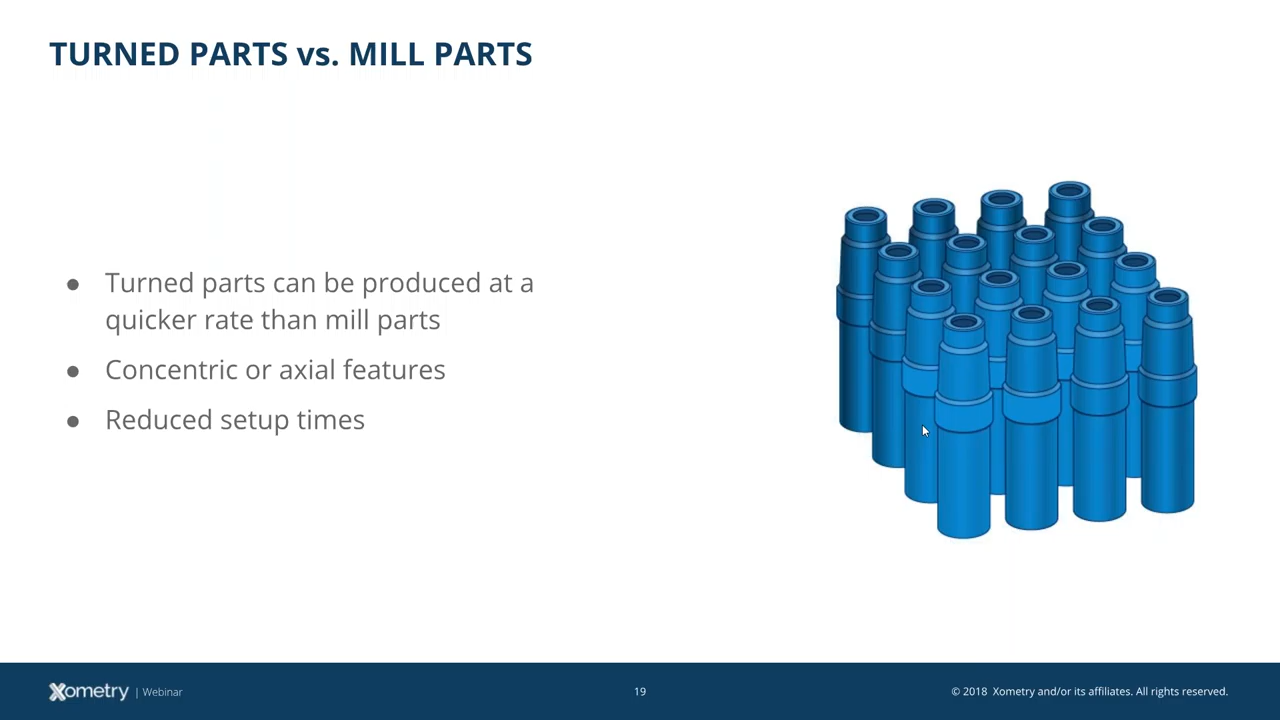 TURNED PARTS vs. MILL PARTS
● Turned parts can be produced at a
quicker rate than mill parts
● Concentric or axial features
● Reduced setup times
Xometry | Webinar
19
© 2018 Xometry and/or its affiliates. All rights reserved.